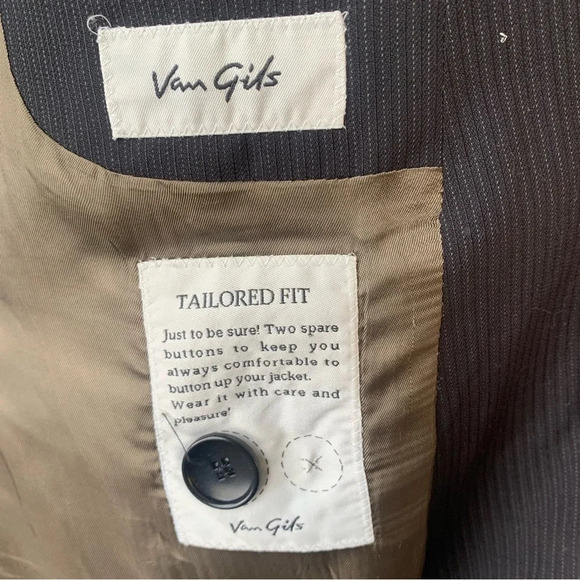 Van Gils
TAILORED FIT
Just to be sure! Two spare
buttons to keep you
always comfortable to
button up your jacket.
Wear it with care and
pleasure!
Van Gils